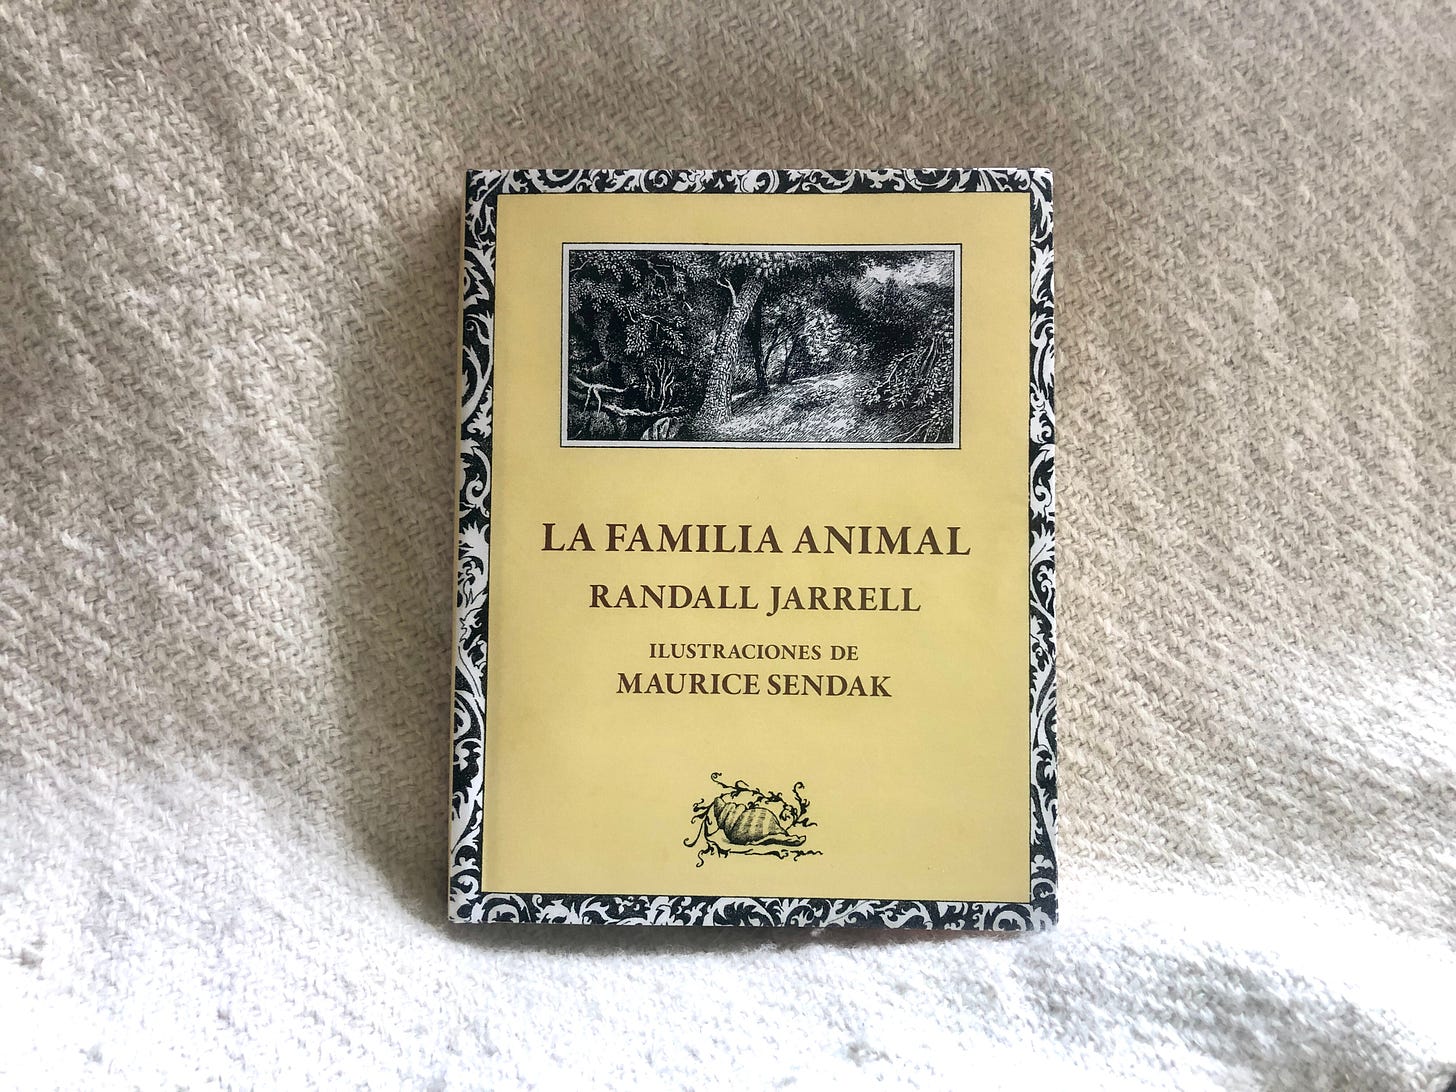 LA FAMILIA ANIMAL
RANDALL JARRELL
ILUSTRACIONES DE
MAURICE SENDAK